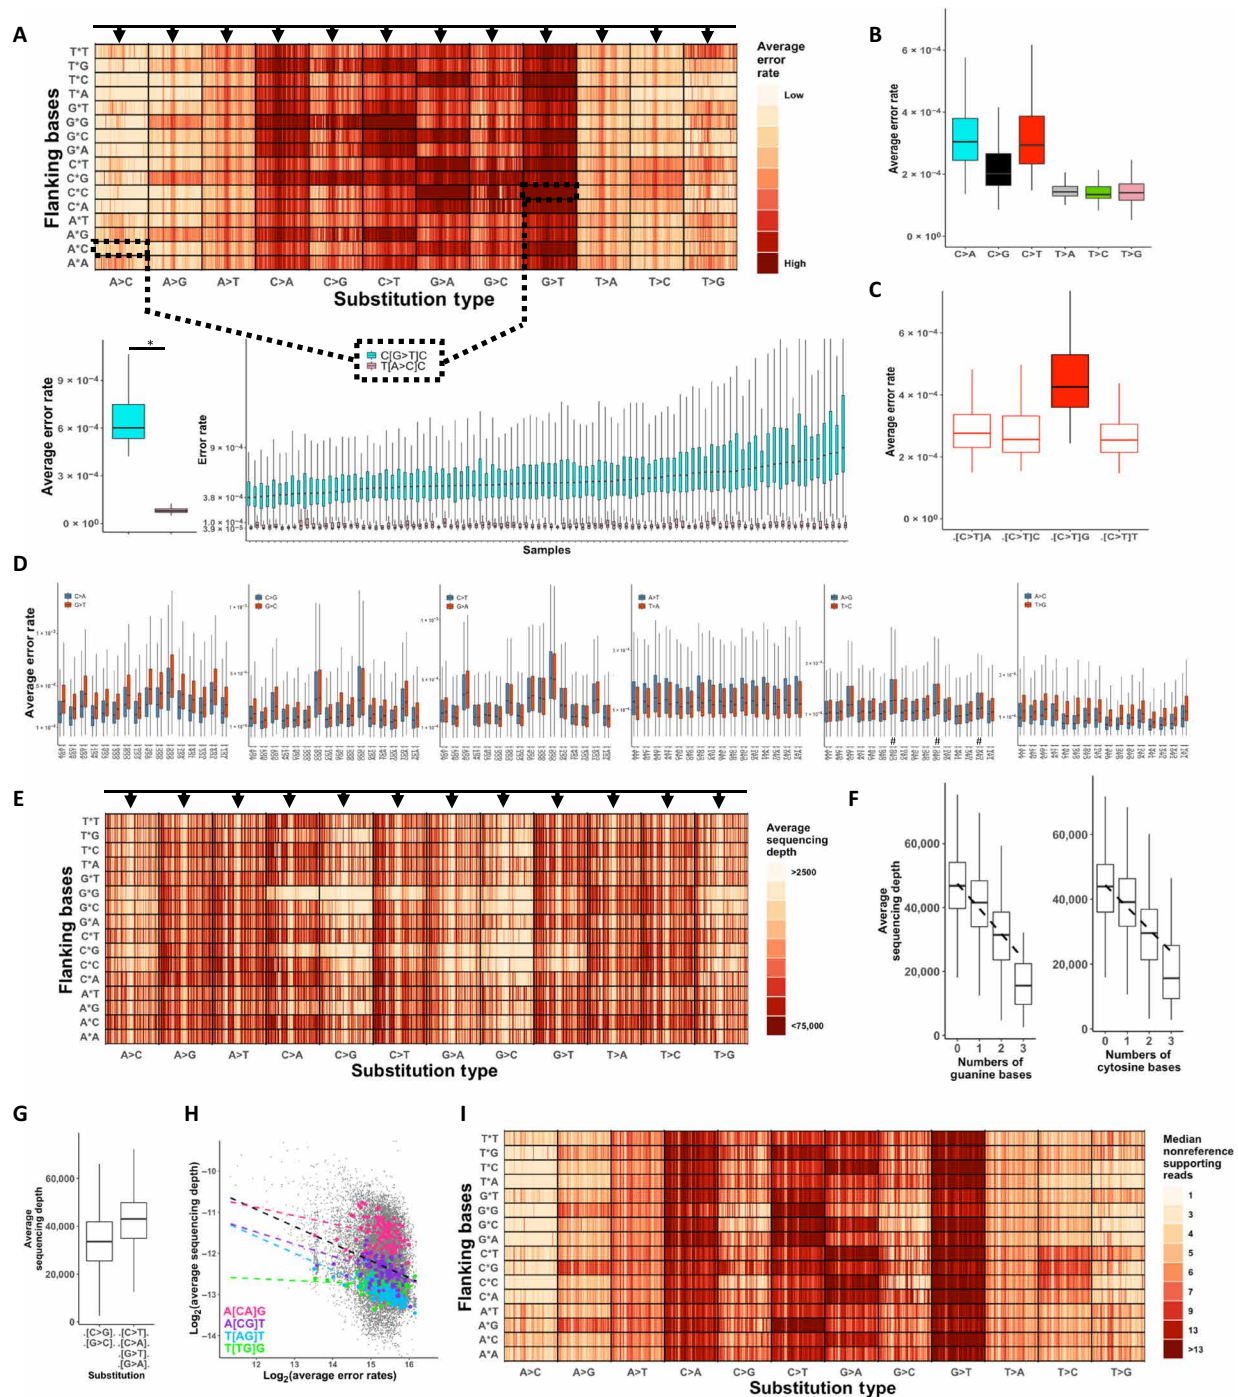 A
Flanking bases
T*T
T*G
T*C
T*A
G*T
G*G
G*C
G*A
C*T
C*G
C*C
C*A
A*T
A*G
A*C
A*A
A>C A>G A>T C>A C>G C>T G>A G>C G>T T>A T>C T>G
Substitution type
Average
error
rate
Low
High
Average error rate
9 × 10⁻⁴
6 × 10⁻⁴
3 × 10⁻⁴
0 × 10⁰
*
C[G>T]C
T[A>C]C
Error rate
9 × 10⁻⁴
3.8 × 10⁻⁴
1.0 × 10⁻⁴
3.9 × 10⁻⁵
Samples
B
Average error rate
6 × 10⁻⁴
4 × 10⁻⁴
2 × 10⁻⁴
0 × 10⁰
C>A C>G C>T T>A T>C T>G
C
Average error rate
6 × 10⁻⁴
4 × 10⁻⁴
2 × 10⁻⁴
0 × 10⁰
.[C>T]A .[C>T]C .[C>T]G .[C>T]T
D
Average error rate
C>A
G>T
C>G
G>C
C>T
G>A
A>T
T>A
A>G
T>C
A>C
T>G
# # #
E
Flanking bases
T*T
T*G
T*C
T*A
G*T
G*G
G*C
G*A
C*T
C*G
C*C
C*A
A*T
A*G
A*C
A*A
A>C A>G A>T C>A C>G C>T G>A G>C G>T T>A T>C T>G
Substitution type
Average
sequencing
depth
>2500
<75,000
F
Average
sequencing depth
60,000
40,000
20,000
0
0 1 2 3
Numbers of
guanine bases
60,000
40,000
20,000
0
0 1 2 3
Numbers of
cytosine bases
G
Average
sequencing depth
60,000
40,000
20,000
0
.[C>G]. .[C>T].
.[G>C]. .[C>A].
.[G>T].
.[G>A].
Substitution
H
Log₂(average sequencing depth)
−10
−11
−12
−13
−14
A[CA]G
A[CG]T
T[AG]T
T[TG]G
12 13 14 15 16
Log₂(average error rates)
I
Flanking bases
T*T
T*G
T*C
T*A
G*T
G*G
G*C
G*A
C*T
C*G
C*C
C*A
A*T
A*G
A*C
A*A
A>C A>G A>T C>A C>G C>T G>A G>C G>T T>A T>C T>G
Substitution type
Median
nonreference
supporting
reads
1
3
4
5
6
7
9
13
>13